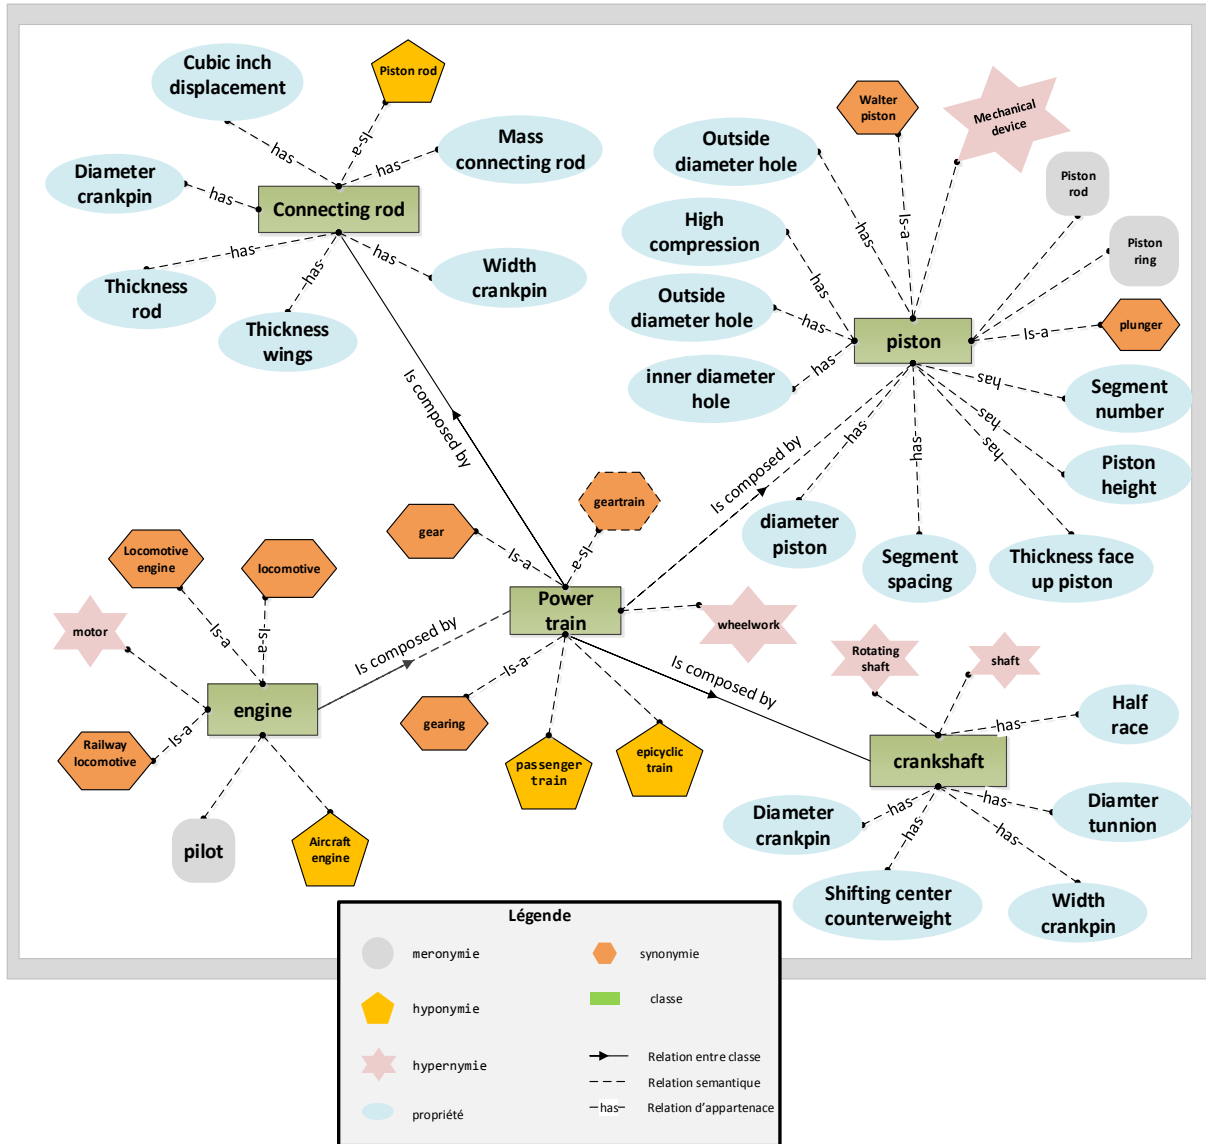 Cubic inch
displacement
Piston rod
Is-a
has
has
Mass
connecting rod
Diameter
crankpin
has
Connecting rod
has
has
has
Thickness
rod
Thickness
wings
Width
crankpin
Is composed by
Walter
piston
Mechanical
device
Outside
diameter hole
Piston
rod
High
compression
Is-a
has
Piston
ring
has
Outside
diameter hole
has
piston
Is-a
plunger
inner diameter
hole
has
has
Segment
number
has
has
has
has
Piston
height
Is composed by
diameter
piston
Segment
spacing
Thickness face
up piston
gear
geartrain
Is-a
Is-a
Locomotive
engine
locomotive
Power
train
wheelwork
motor
Is-a
Is-a
Is composed by
Is-a
Is composed by
Rotating
shaft
shaft
engine
gearing
Is-a
Railway
locomotive
passenger
train
epicyclic
train
has
Half
race
crankshaft
pilot
Aircraft
engine
Diameter
crankpin
has
has
has
has
Diamter
tunnion
Shifting center
counterweight
Width
crankpin
Légende
meronymie
synonymie
hyponymie
classe
hypernymie
Relation entre classe
Relation semantique
propriété
has
Relation d'appartenace